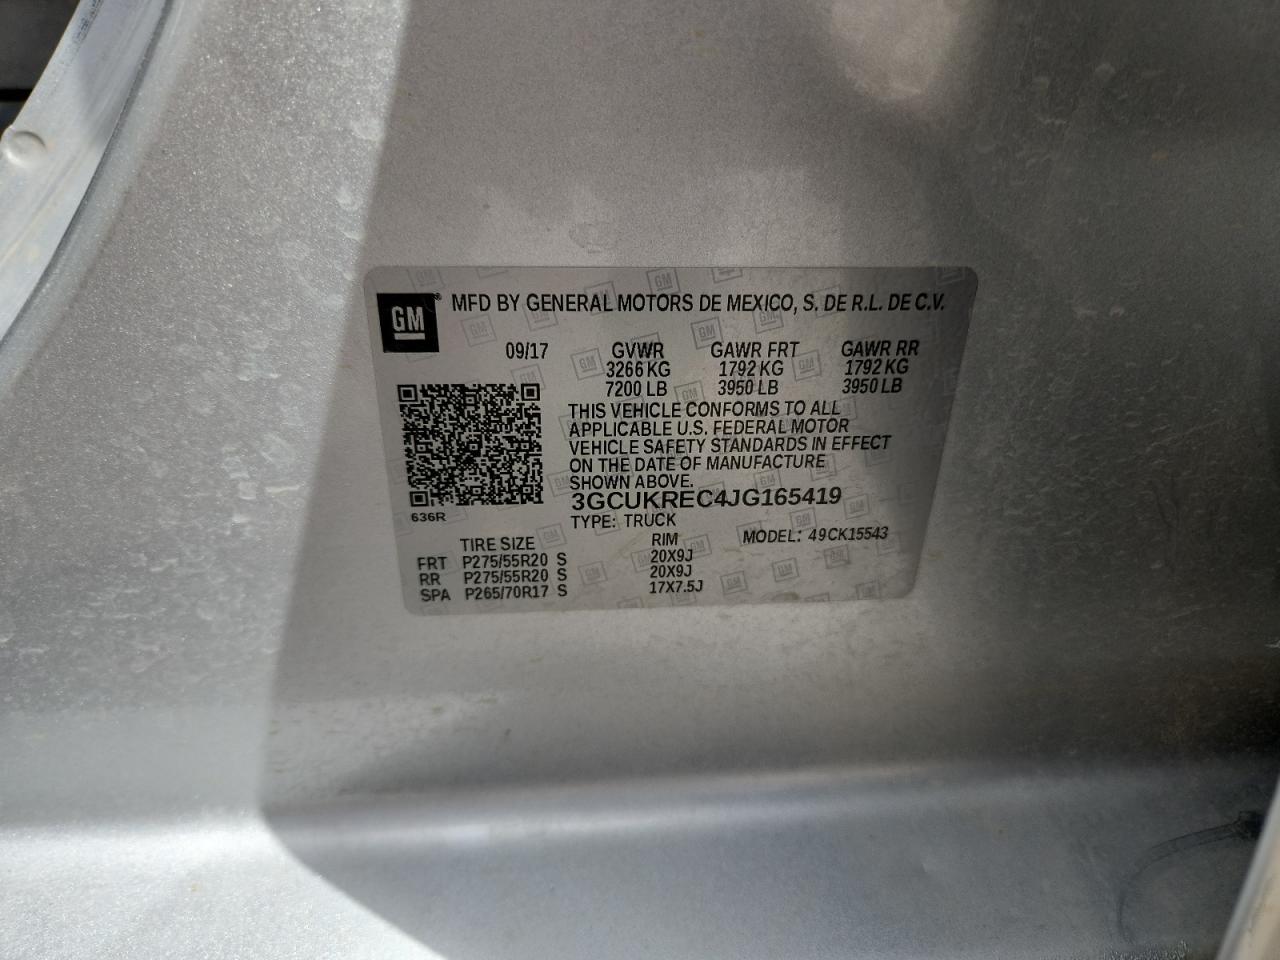 GM® MFD BY GENERAL MOTORS DE MEXICO, S. DE R.L. DE C.V.
09/17 GVWR GAWR FRT GAWR RR
3266 KG 1792 KG 1792 KG
7200 LB 3950 LB 3950 LB
THIS VEHICLE CONFORMS TO ALL
APPLICABLE U.S. FEDERAL MOTOR
VEHICLE SAFETY STANDARDS IN EFFECT
ON THE DATE OF MANUFACTURE
SHOWN ABOVE.
3GCUKREC4JG165419
636R
TYPE: TRUCK
TIRE SIZE RIM MODEL: 49CK15543
FRT P275/55R20 S 20X9J
RR P275/55R20 S 20X9J
SPA P265/70R17 S 17X7.5J